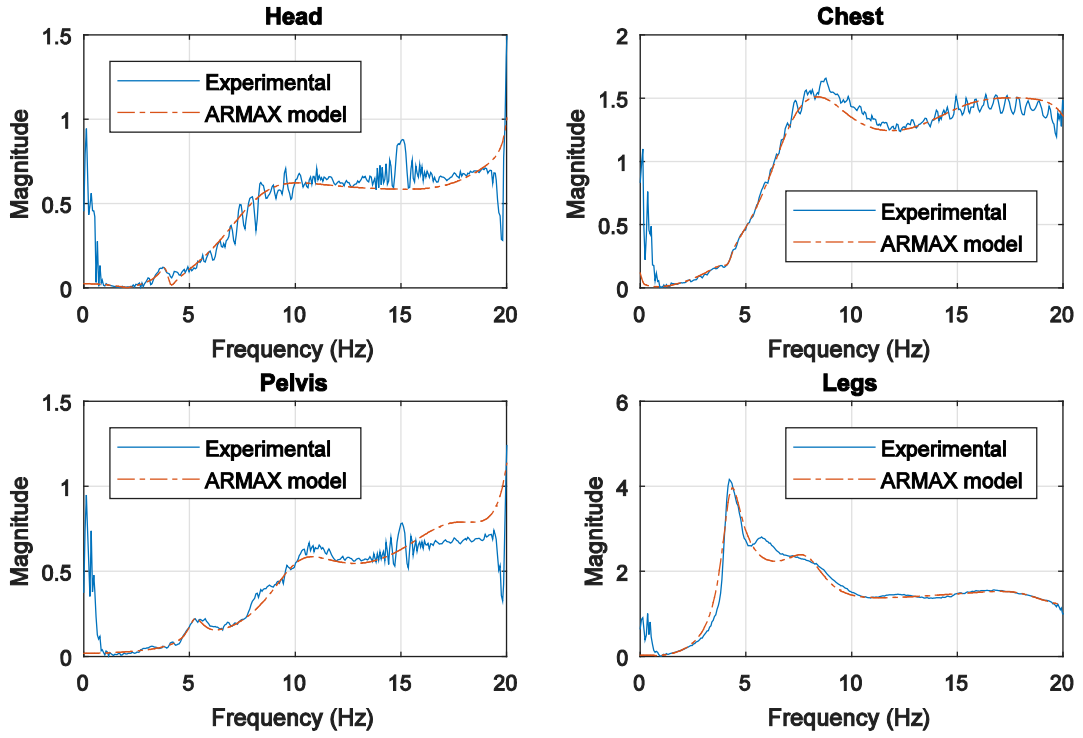 Head
1.5
1
0.5
0
Magnitude
Experimental
ARMAX model
0 5 10 15 20
Frequency (Hz)
Chest
2
1.5
1
0.5
0
Magnitude
Experimental
ARMAX model
0 5 10 15 20
Frequency (Hz)
Pelvis
1.5
1
0.5
0
Magnitude
Experimental
ARMAX model
0 5 10 15 20
Frequency (Hz)
Legs
6
4
2
0
Magnitude
Experimental
ARMAX model
0 5 10 15 20
Frequency (Hz)